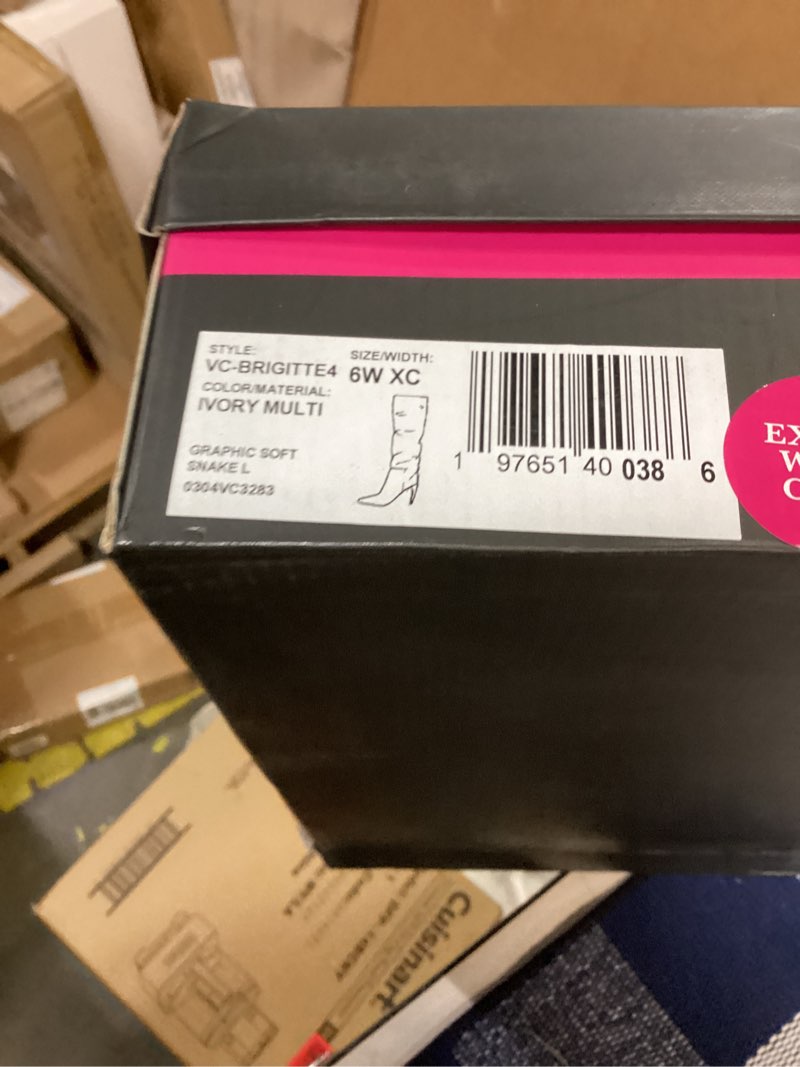 STYLE:
VC-BRIGITTE4
SIZE/WIDTH:
6W XC
COLOR/MATERIAL:
IVORY MULTI
GRAPHIC SOFT
SNAKE L
0304VC3283
1 97651 40 038 6
EX
W
C
Cuisinart